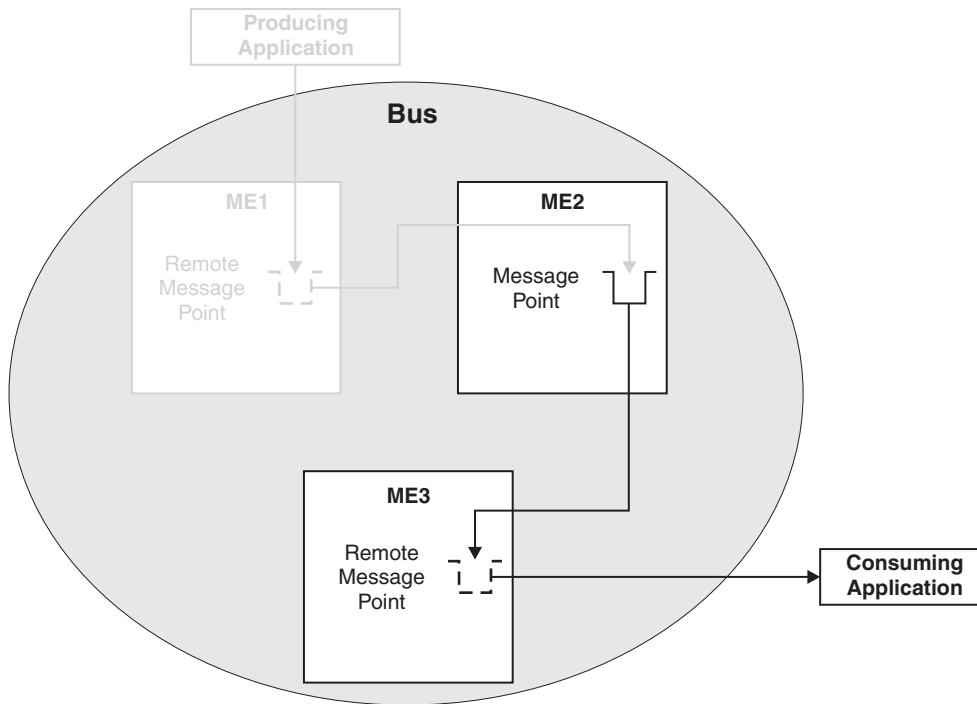 Producing
Application
Bus
ME1
Remote
Message
Point
ME2
Message
Point
ME3
Remote
Message
Point
Consuming
Application